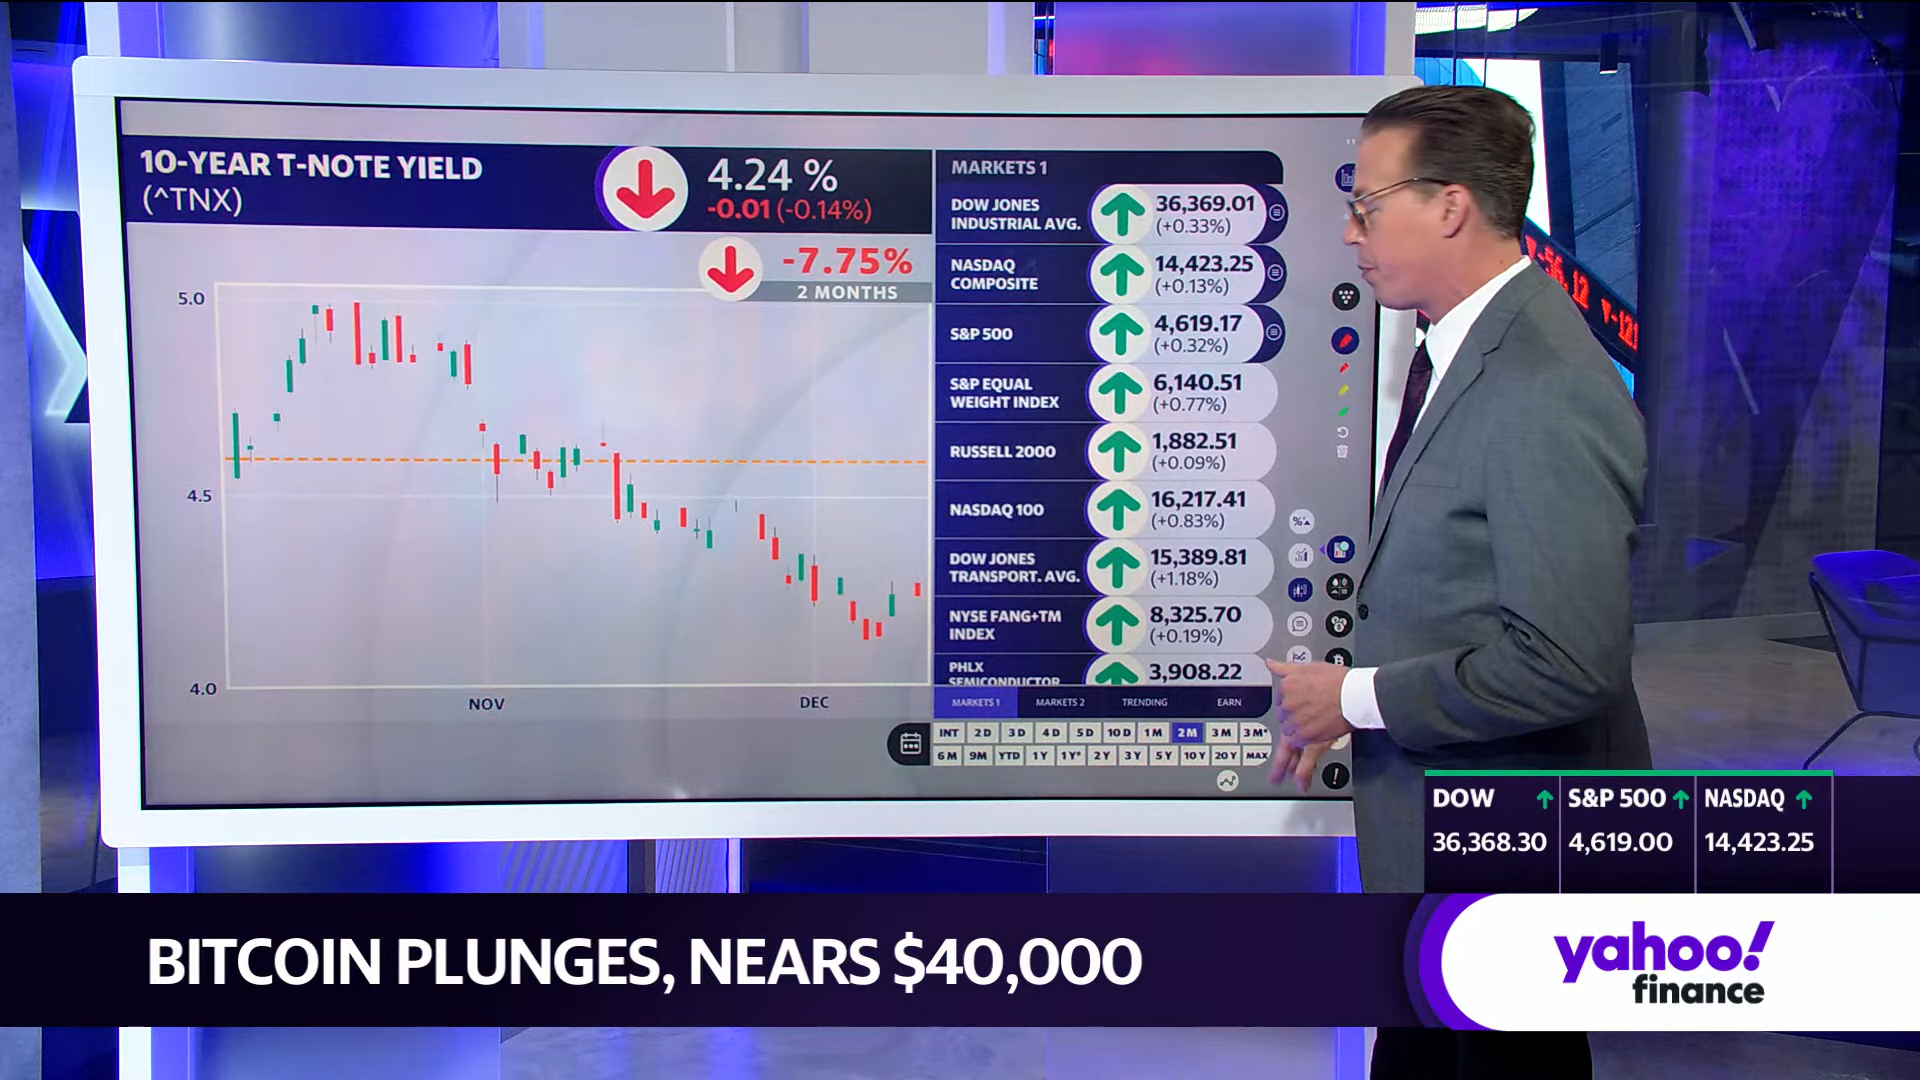 10-YEAR T-NOTE YIELD
(^TNX)
4.24 %
-0.01 (-0.14%)
-7.75%
2 MONTHS
5.0
4.5
4.0
NOV
DEC
MARKETS 1
DOW JONES
INDUSTRIAL AVG.
36,369.01
(+0.33%)
NASDAQ
COMPOSITE
14,423.25
(+0.13%)
S&P 500
4,619.17
(+0.32%)
S&P EQUAL
WEIGHT INDEX
6,140.51
(+0.77%)
RUSSELL 2000
1,882.51
(+0.09%)
NASDAQ 100
16,217.41
(+0.83%)
DOW JONES
TRANSPORT. AVG.
15,389.81
(+1.18%)
NYSE FANG+TM
INDEX
8,325.70
(+0.19%)
PHLX
SEMICONDUCTOR
3,908.22
MARKETS 1 MARKETS 2 TRENDING EARN
INT 2D 3D 4D 5D 10D 1M 2M 3M 3M*
6M 9M YTD 1Y 1Y* 2Y 3Y 5Y 10Y 20Y MAX
DOW S&P 500 NASDAQ
36,368.30 4,619.00 14,423.25
BITCOIN PLUNGES, NEARS $40,000
yahoo!
finance